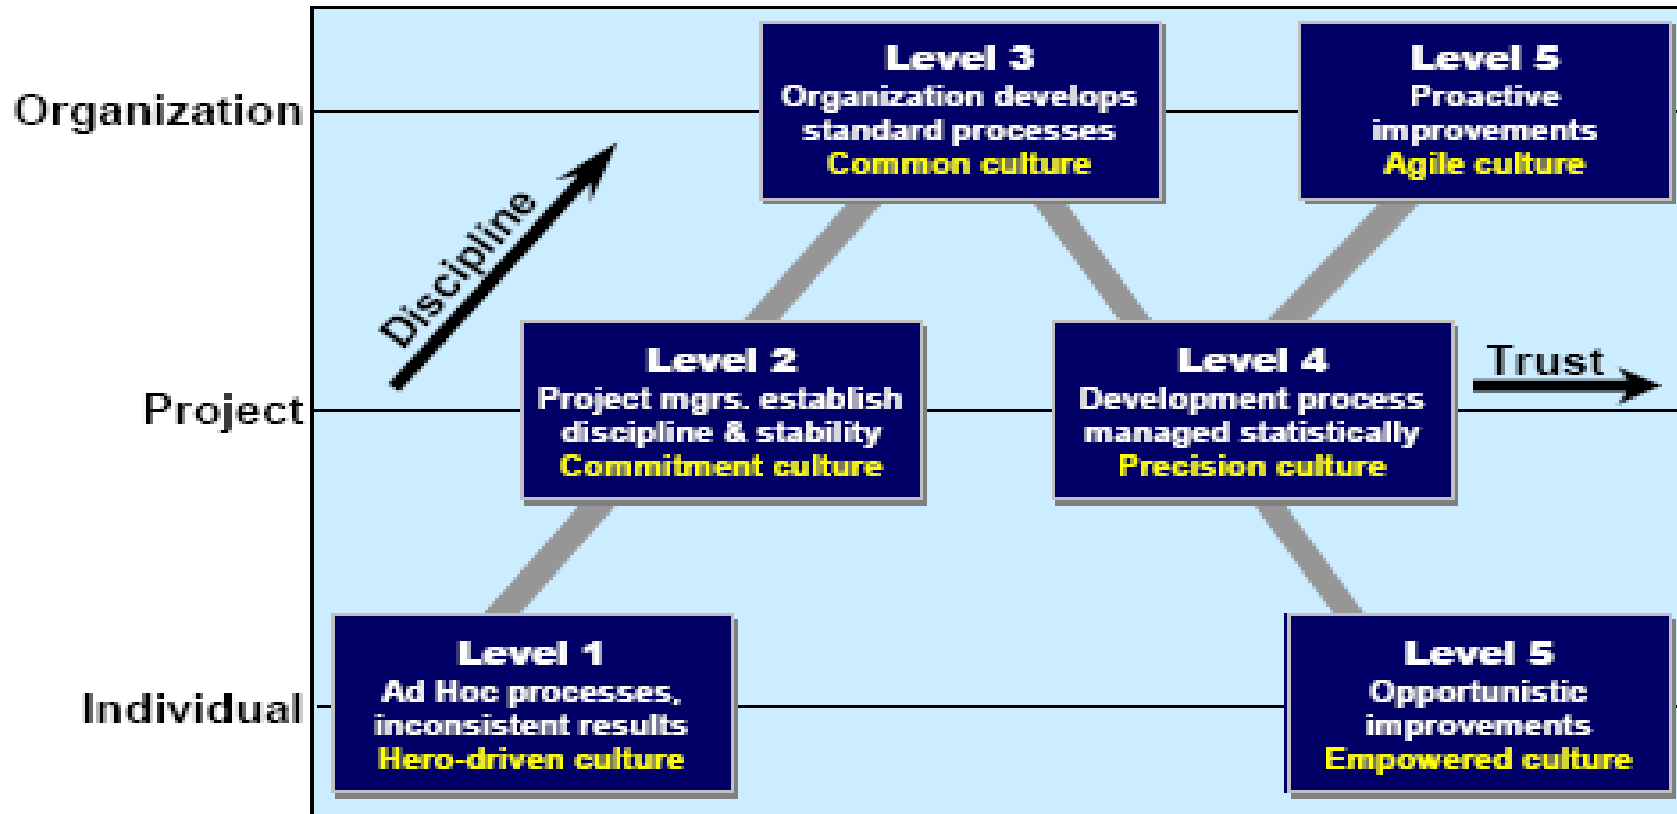 Organization
Level 3
Organization develops
standard processes
Common culture
Level 5
Proactive
improvements
Agile culture
Discipline
Project
Level 2
Project mgrs. establish
discipline & stability
Commitment culture
Level 4
Development process
managed statistically
Precision culture
Trust
Individual
Level 1
Ad Hoc processes,
inconsistent results
Hero-driven culture
Level 5
Opportunistic
improvements
Empowered culture